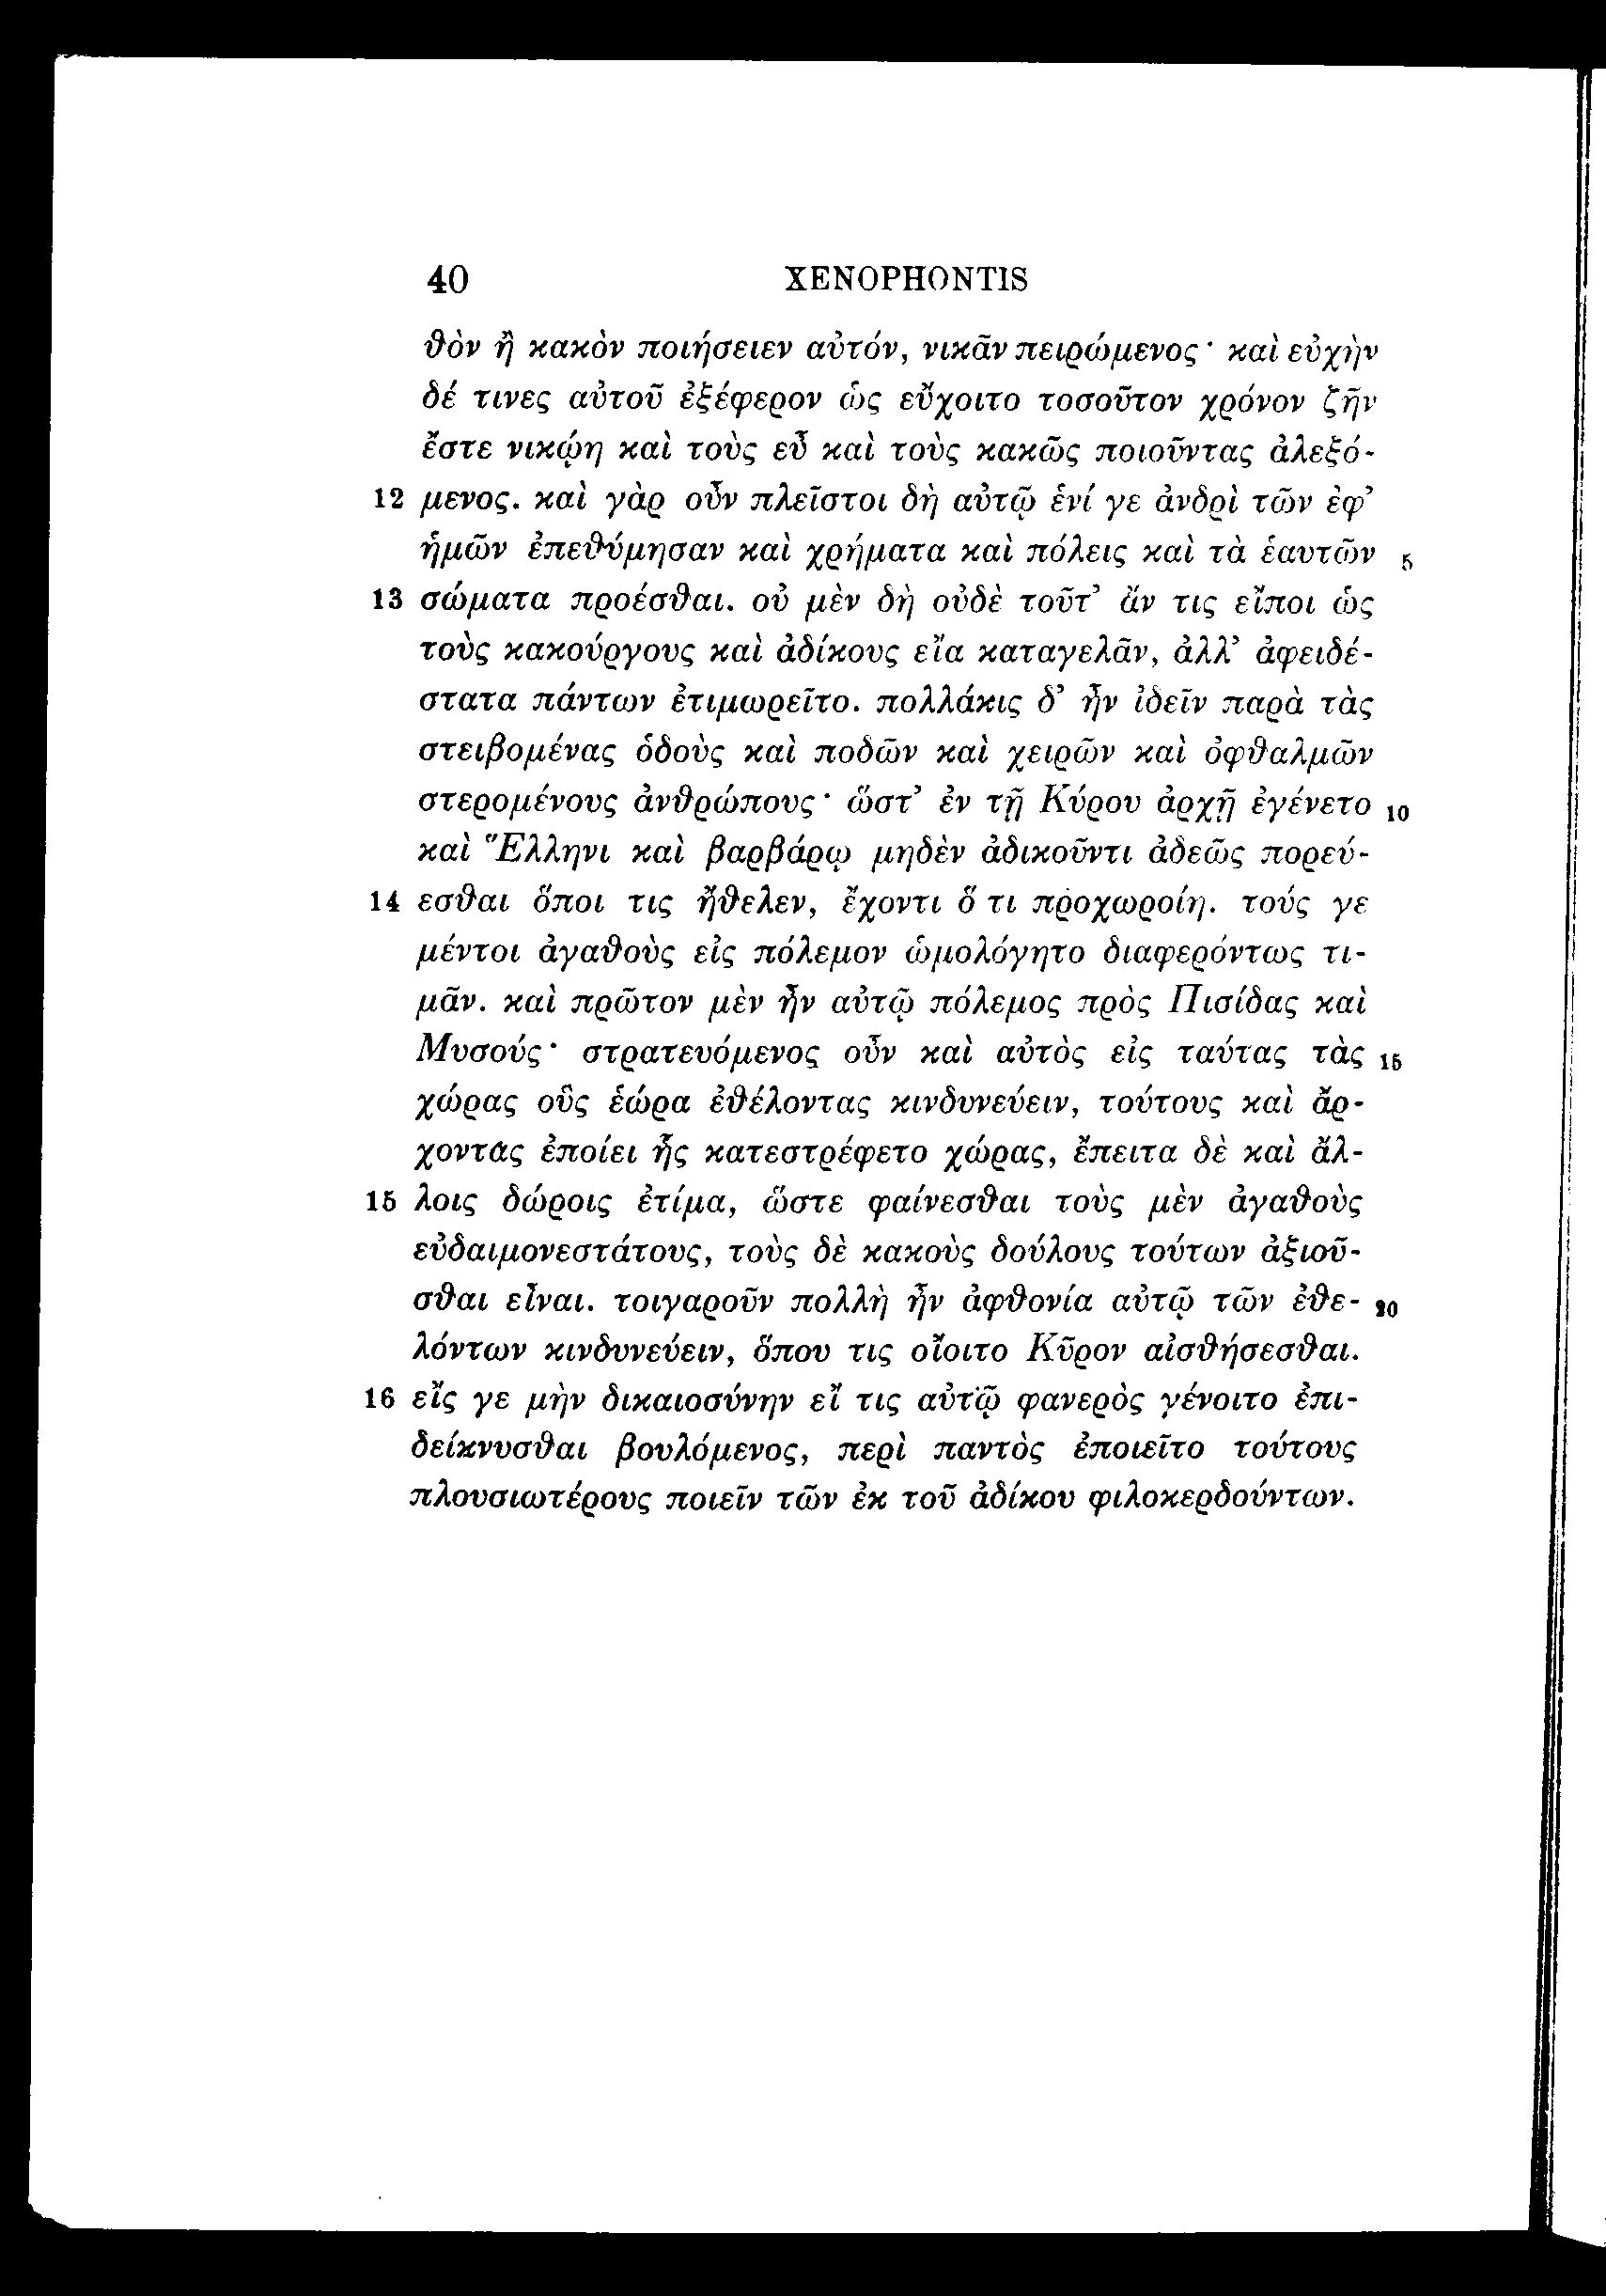 40 XENOPHONTIS
θὸν ἢ κακὸν ποιήσειεν αὐτόν, νικᾶν πειρώμενος· καὶ εὐχὴν
δέ τινες αὐτοῦ ἐξέφερον ὡς εὔχοιτο τοσοῦτον χρόνον ζῆν
ἔστε νικῴη καὶ τοὺς εὖ καὶ τοὺς κακῶς ποιοῦντας ἀλεξό-
12 μενος. καὶ γὰρ οὖν πλεῖστοι δὴ αὐτῷ ἑνί γε ἀνδρὶ τῶν ἐφ’
ἡμῶν ἐπεθύμησαν καὶ χρήματα καὶ πόλεις καὶ τὰ ἑαυτῶν 5
13 σώματα προέσθαι. οὐ μὲν δὴ οὐδὲ τοῦτ’ ἄν τις εἴποι ὡς
τοὺς κακούργους καὶ ἀδίκους εἴα καταγελᾶν, ἀλλ’ ἀφειδέ-
στατα πάντων ἐτιμωρεῖτο. πολλάκις δ’ ἦν ἰδεῖν παρὰ τὰς
στειβομένας ὁδοὺς καὶ ποδῶν καὶ χειρῶν καὶ ὀφθαλμῶν
στερομένους ἀνθρώπους· ὥστ’ ἐν τῇ Κύρου ἀρχῇ ἐγένετο 10
καὶ Ἕλληνι καὶ βαρβάρῳ μηδὲν ἀδικοῦντι ἀδεῶς πορεύ-
14 εσθαι ὅποι τις ἤθελεν, ἔχοντι ὅ τι προχωροίη. τούς γε
μέντοι ἀγαθοὺς εἰς πόλεμον ὡμολόγητο διαφερόντως τι-
μᾶν. καὶ πρῶτον μὲν ἦν αὐτῷ πόλεμος πρὸς Πισίδας καὶ
Μυσούς· στρατευόμενος οὖν καὶ αὐτὸς εἰς ταύτας τὰς 15
χώρας οὓς ἑώρα ἐθέλοντας κινδυνεύειν, τούτους καὶ ἄρ-
χοντας ἐποίει ἧς κατεστρέφετο χώρας, ἔπειτα δὲ καὶ ἄλ-
15 λοις δώροις ἐτίμα, ὥστε φαίνεσθαι τοὺς μὲν ἀγαθοὺς
εὐδαιμονεστάτους, τοὺς δὲ κακοὺς δούλους τούτων ἀξιοῦ-
σθαι εἶναι. τοιγαροῦν πολλὴ ἦν ἀφθονία αὐτῷ τῶν ἐθε- 20
λόντων κινδυνεύειν, ὅπου τις οἴοιτο Κῦρον αἰσθήσεσθαι.
16 εἴς γε μὴν δικαιοσύνην εἴ τις αὐτῷ φανερὸς γένοιτο ἐπι-
δείκνυσθαι βουλόμενος, περὶ παντὸς ἐποιεῖτο τούτους
πλουσιωτέρους ποιεῖν τῶν ἐκ τοῦ ἀδίκου φιλοκερδούντων.